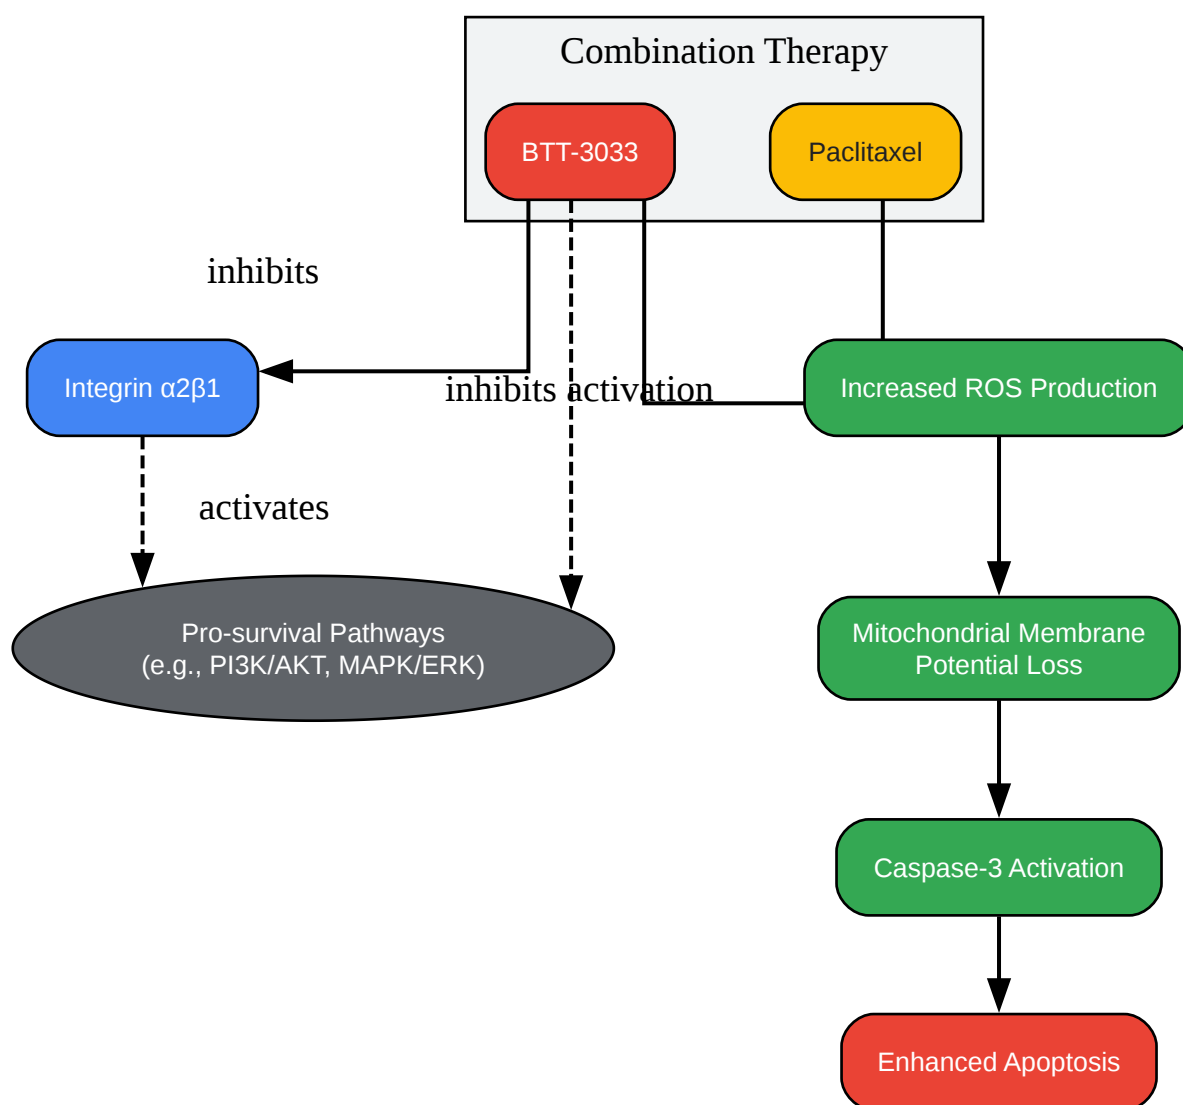 Combination Therapy
BTT-3033
Paclitaxel
inhibits
Integrin α2β1
inhibits activation
Increased ROS Production
activates
Pro-survival Pathways
(e.g., PI3K/AKT, MAPK/ERK)
Mitochondrial Membrane
Potential Loss
Caspase-3 Activation
Enhanced Apoptosis